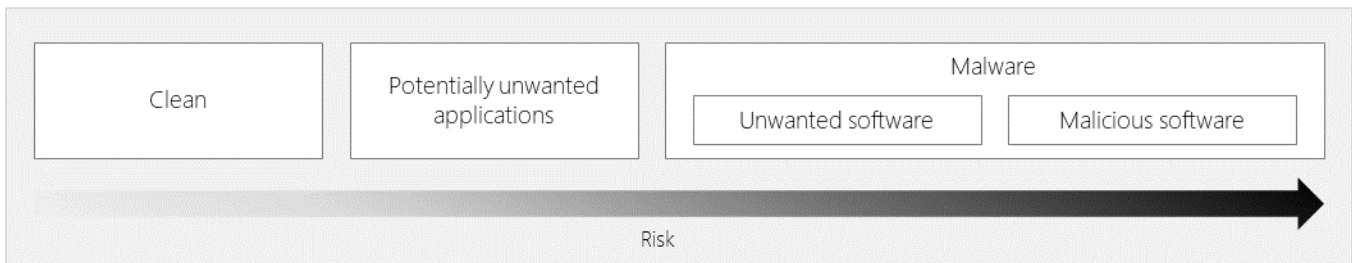 Clean
Potentially unwanted
applications
Malware
Unwanted software
Malicious software
Risk